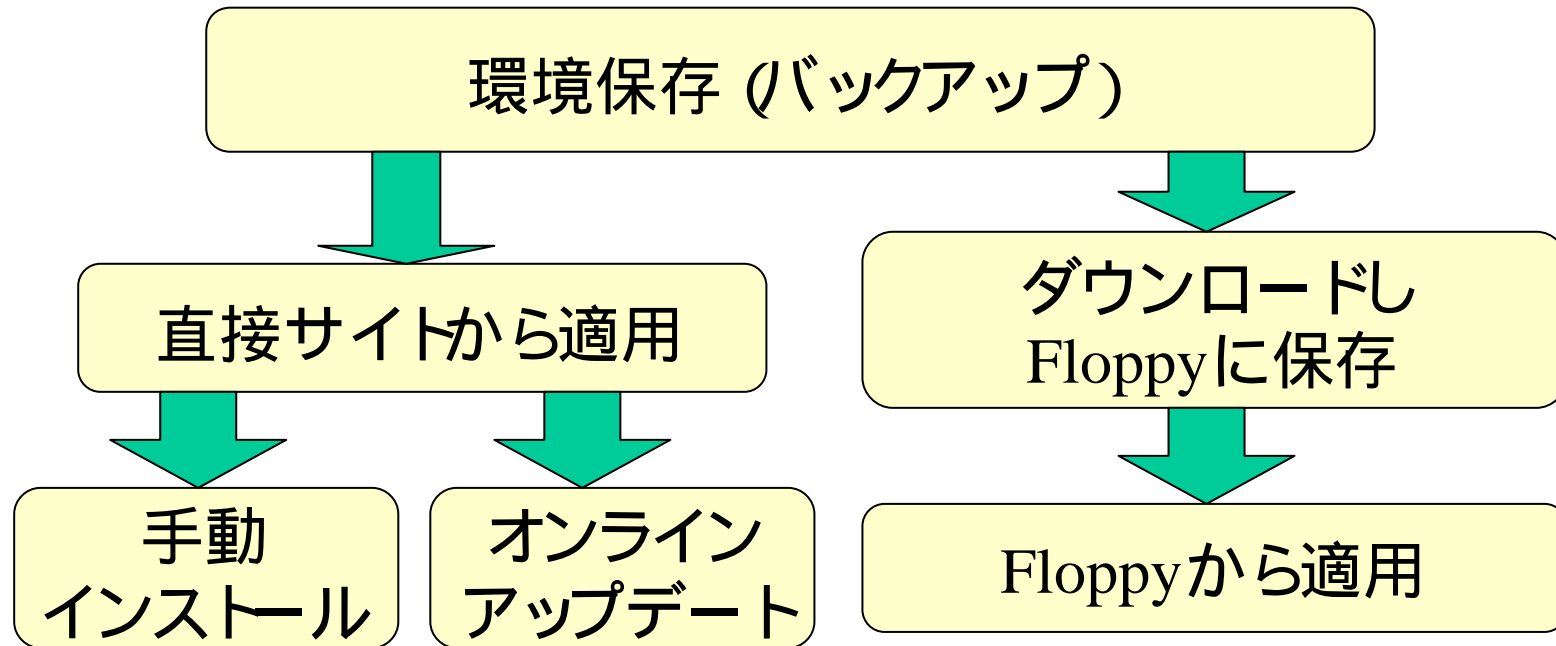 環境保存 (バックアップ)
直接サイトから適用
ダウンロードし
Floppyに保存
手動
インストール
オンライン
アップデート
Floppyから適用